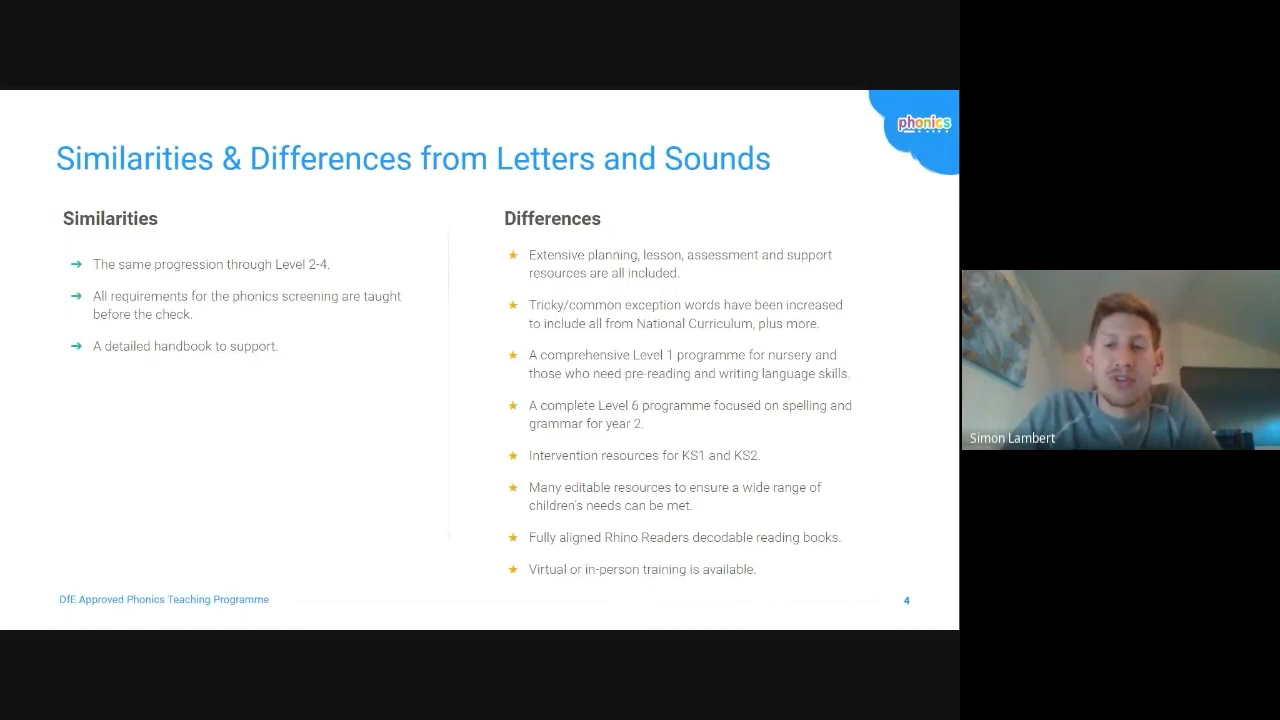 phonics
Similarities & Differences from Letters and Sounds
Similarities
The same progression through Level 2-4.
All requirements for the phonics screening are taught
before the check.
A detailed handbook to support.
Differences
Extensive planning, lesson, assessment and support
resources are all included.
Tricky/common exception words have been increased
to include all from National Curriculum, plus more.
A comprehensive Level 1 programme for nursery and
those who need pre-reading and writing language skills.
A complete Level 6 programme focused on spelling and
grammar for year 2.
Intervention resources for KS1 and KS2.
Many editable resources to ensure a wide range of
children's needs can be met.
Fully aligned Rhino Readers decodable reading books.
Virtual or in-person training is available.
DfE Approved Phonics Teaching Programme
4
Simon Lambert